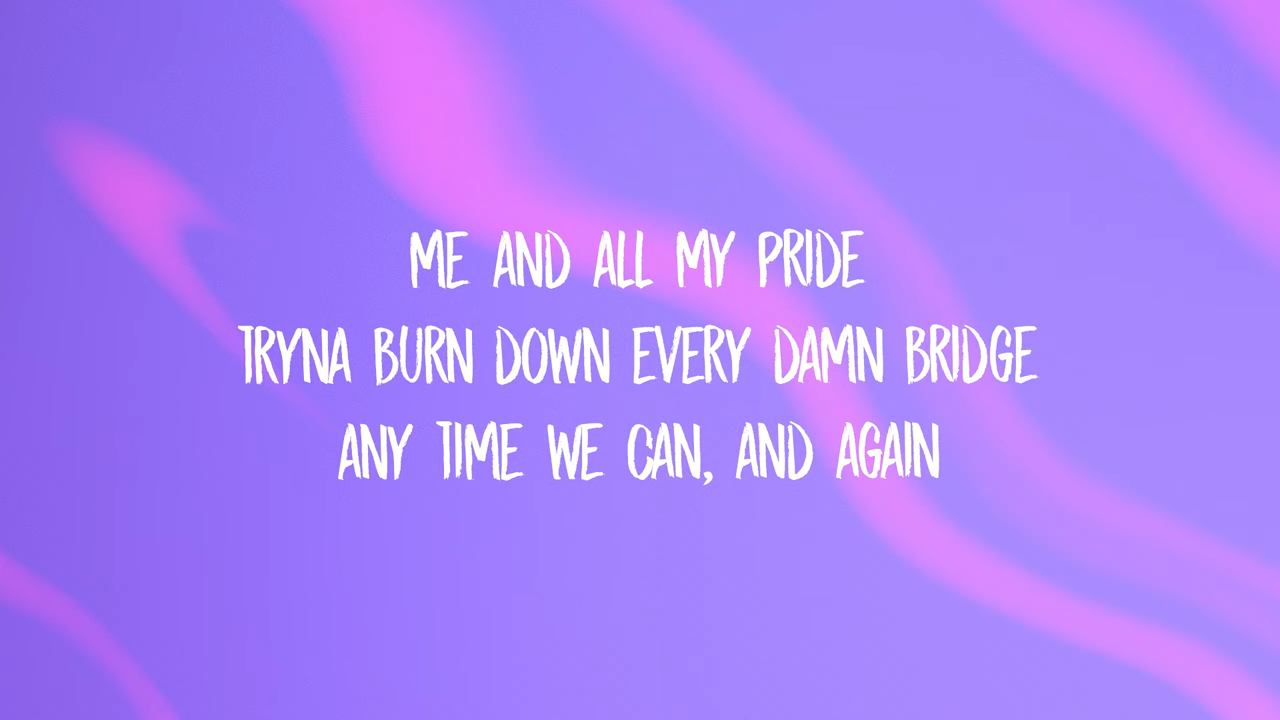 ME AND ALL MY PRIDE
TRYNA BURN DOWN EVERY DAMN BRIDGE
ANY TIME WE CAN, AND AGAIN